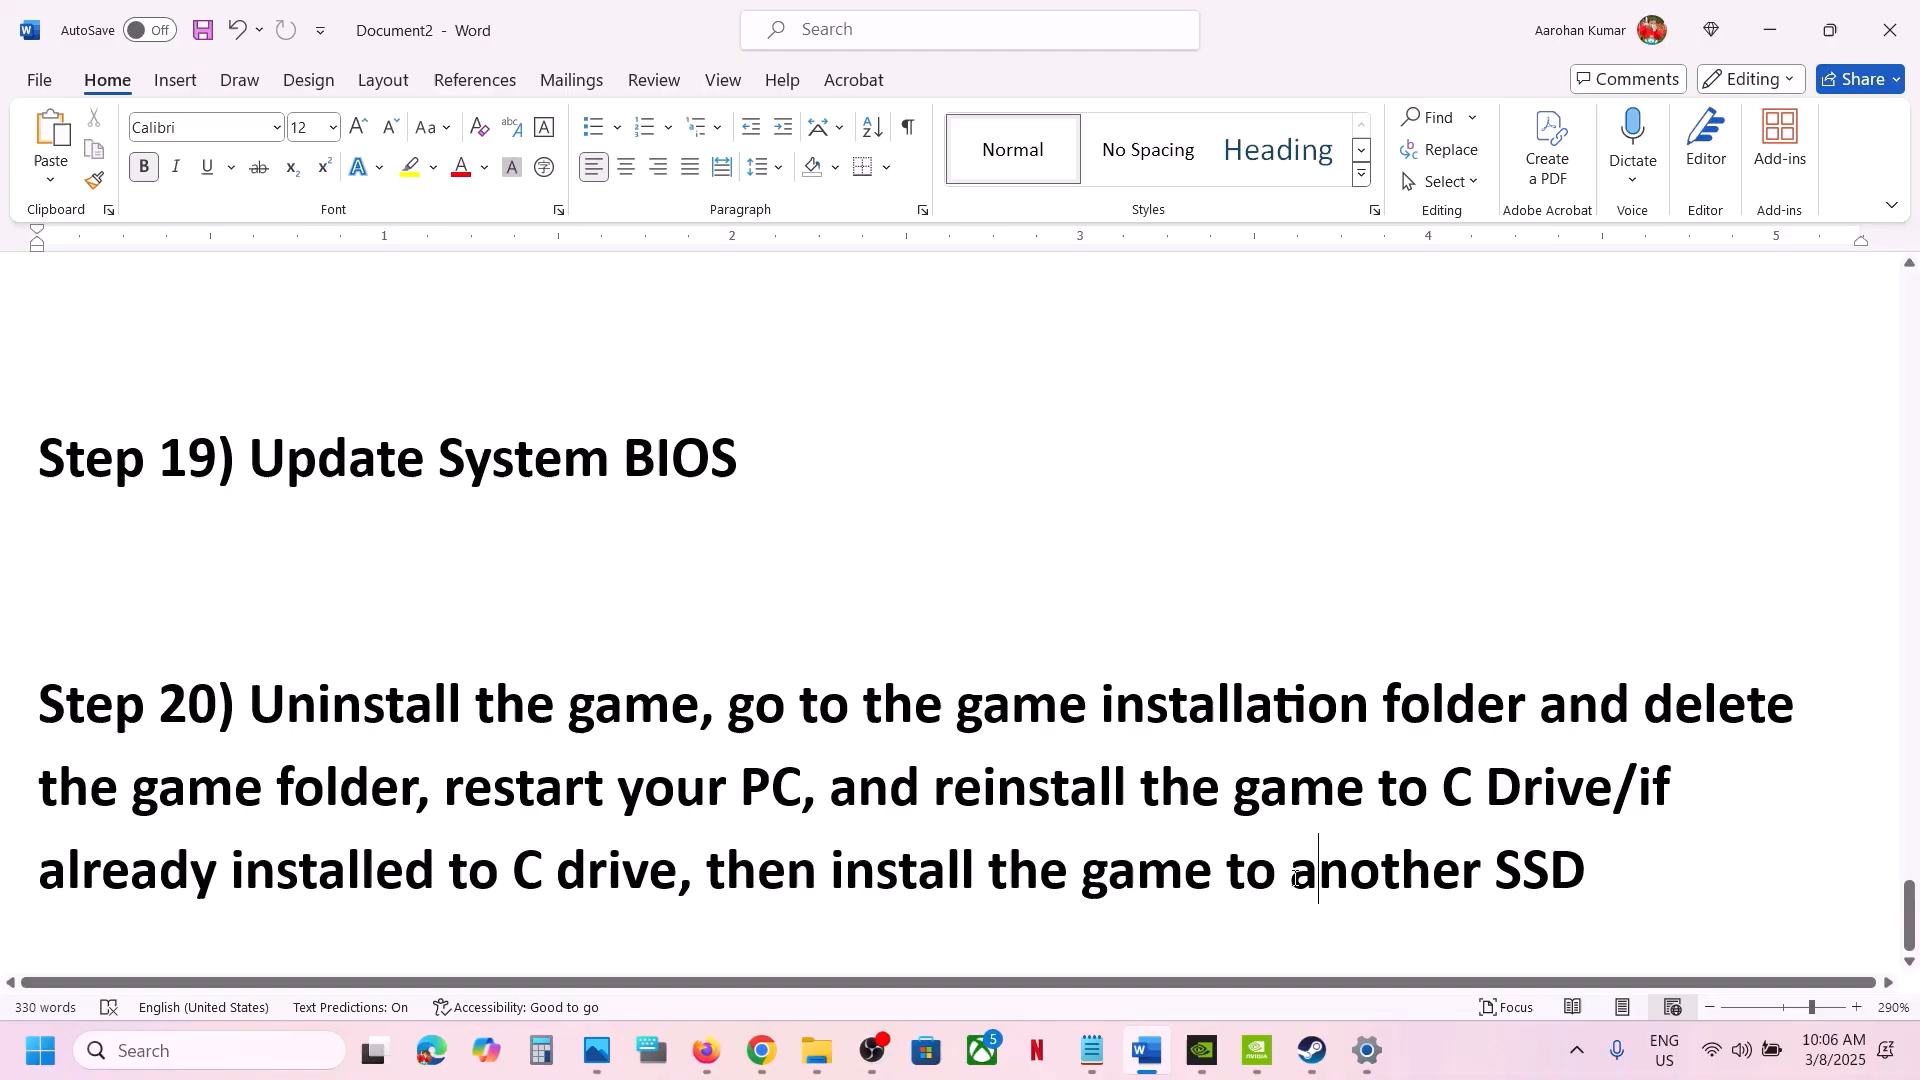 AutoSave Off Document2 - Word Search Aarohan Kumar
File Home Insert Draw Design Layout References Mailings Review View Help Acrobat Comments Editing Share
Paste
Clipboard
Calibri 12
Font
Paragraph
Normal No Spacing Heading
Styles
Find
Replace
Select
Editing
Create a PDF
Adobe Acrobat
Dictate
Voice
Editor
Editor
Add-ins
Add-ins
1 2 3 4 5
Step 19) Update System BIOS
Step 20) Uninstall the game, go to the game installation folder and delete
the game folder, restart your PC, and reinstall the game to C Drive/if
already installed to C drive, then install the game to another SSD
330 words English (United States) Text Predictions: On Accessibility: Good to go Focus 290%
Search 5 ENG US 10:06 AM 3/8/2025